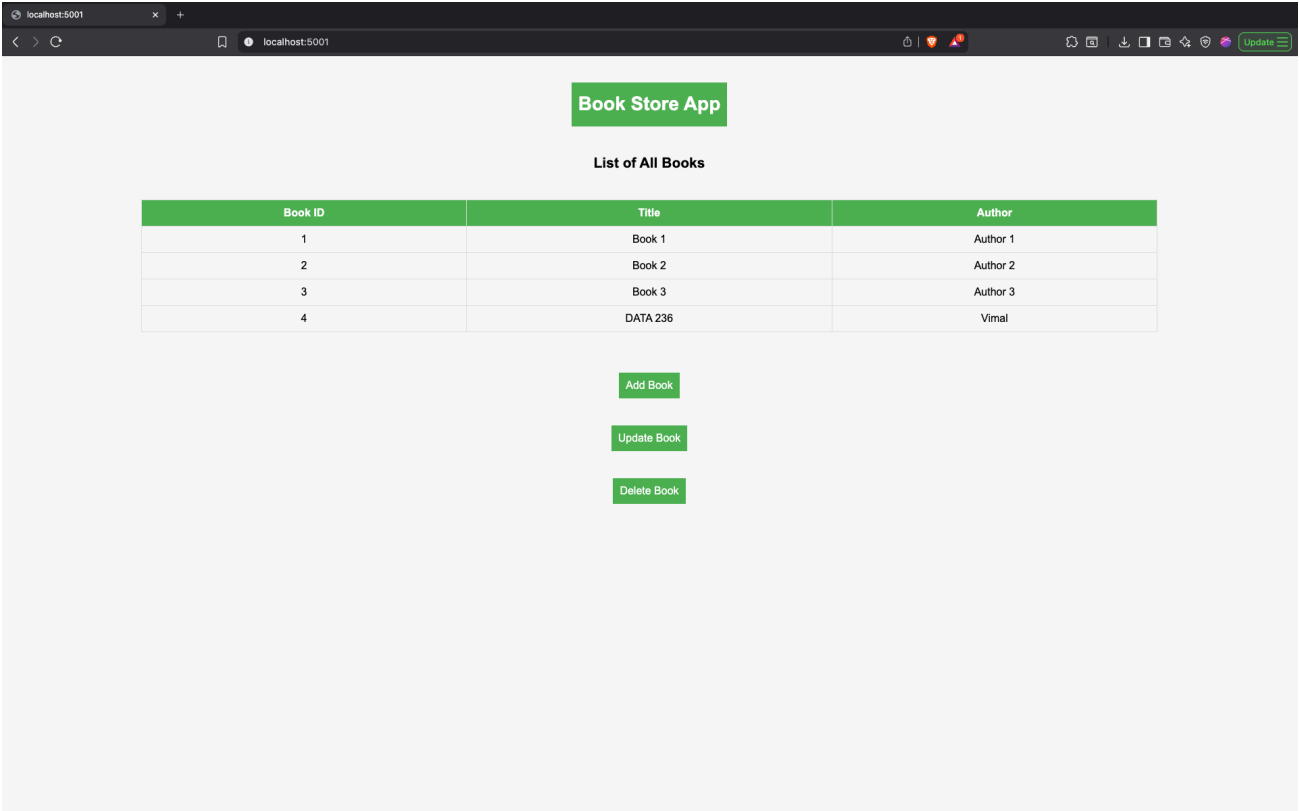 localhost:5001
localhost:5001
1
Update
Book Store App
List of All Books
Book ID Title Author
1 Book 1 Author 1
2 Book 2 Author 2
3 Book 3 Author 3
4 DATA 236 Vimal
Add Book
Update Book
Delete Book